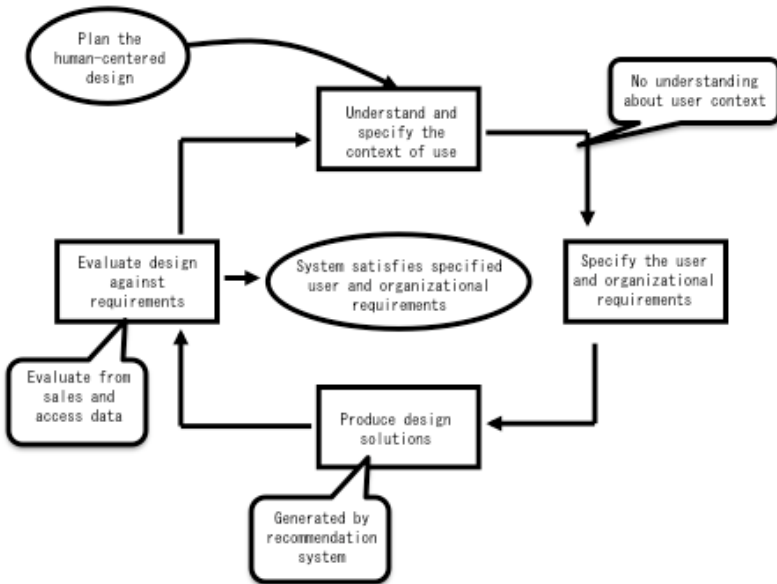 Plan the
human-centered
design
Understand and
specify the
context of use
No understanding
about user context
Evaluate design
against
requirements
System satisfies specified
user and organizational
requirements
Specify the user
and organizational
requirements
Evaluate from
sales and
access data
Produce design
solutions
Generated by
recommendation
system